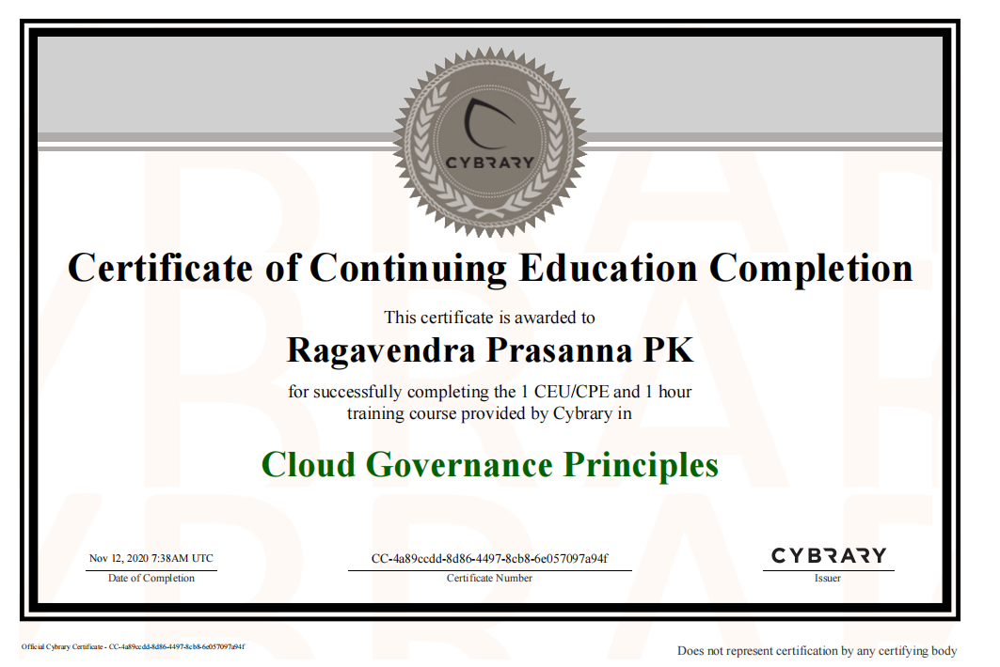 CYBRARY
Certificate of Continuing Education Completion
This certificate is awarded to
Ragavendra Prasanna PK
for successfully completing the 1 CEU/CPE and 1 hour
training course provided by Cybrary in
Cloud Governance Principles
Nov 12, 2020 7:38AM UTC
Date of Completion
CC-4a89ccdd-8d86-4497-8cb8-6e057097a94f
Certificate Number
CYBRARY
Issuer
Official Cybrary Certificate - CC-4a89ccdd-8d86-4497-8cb8-6e057097a94f
Does not represent certification by any certifying body